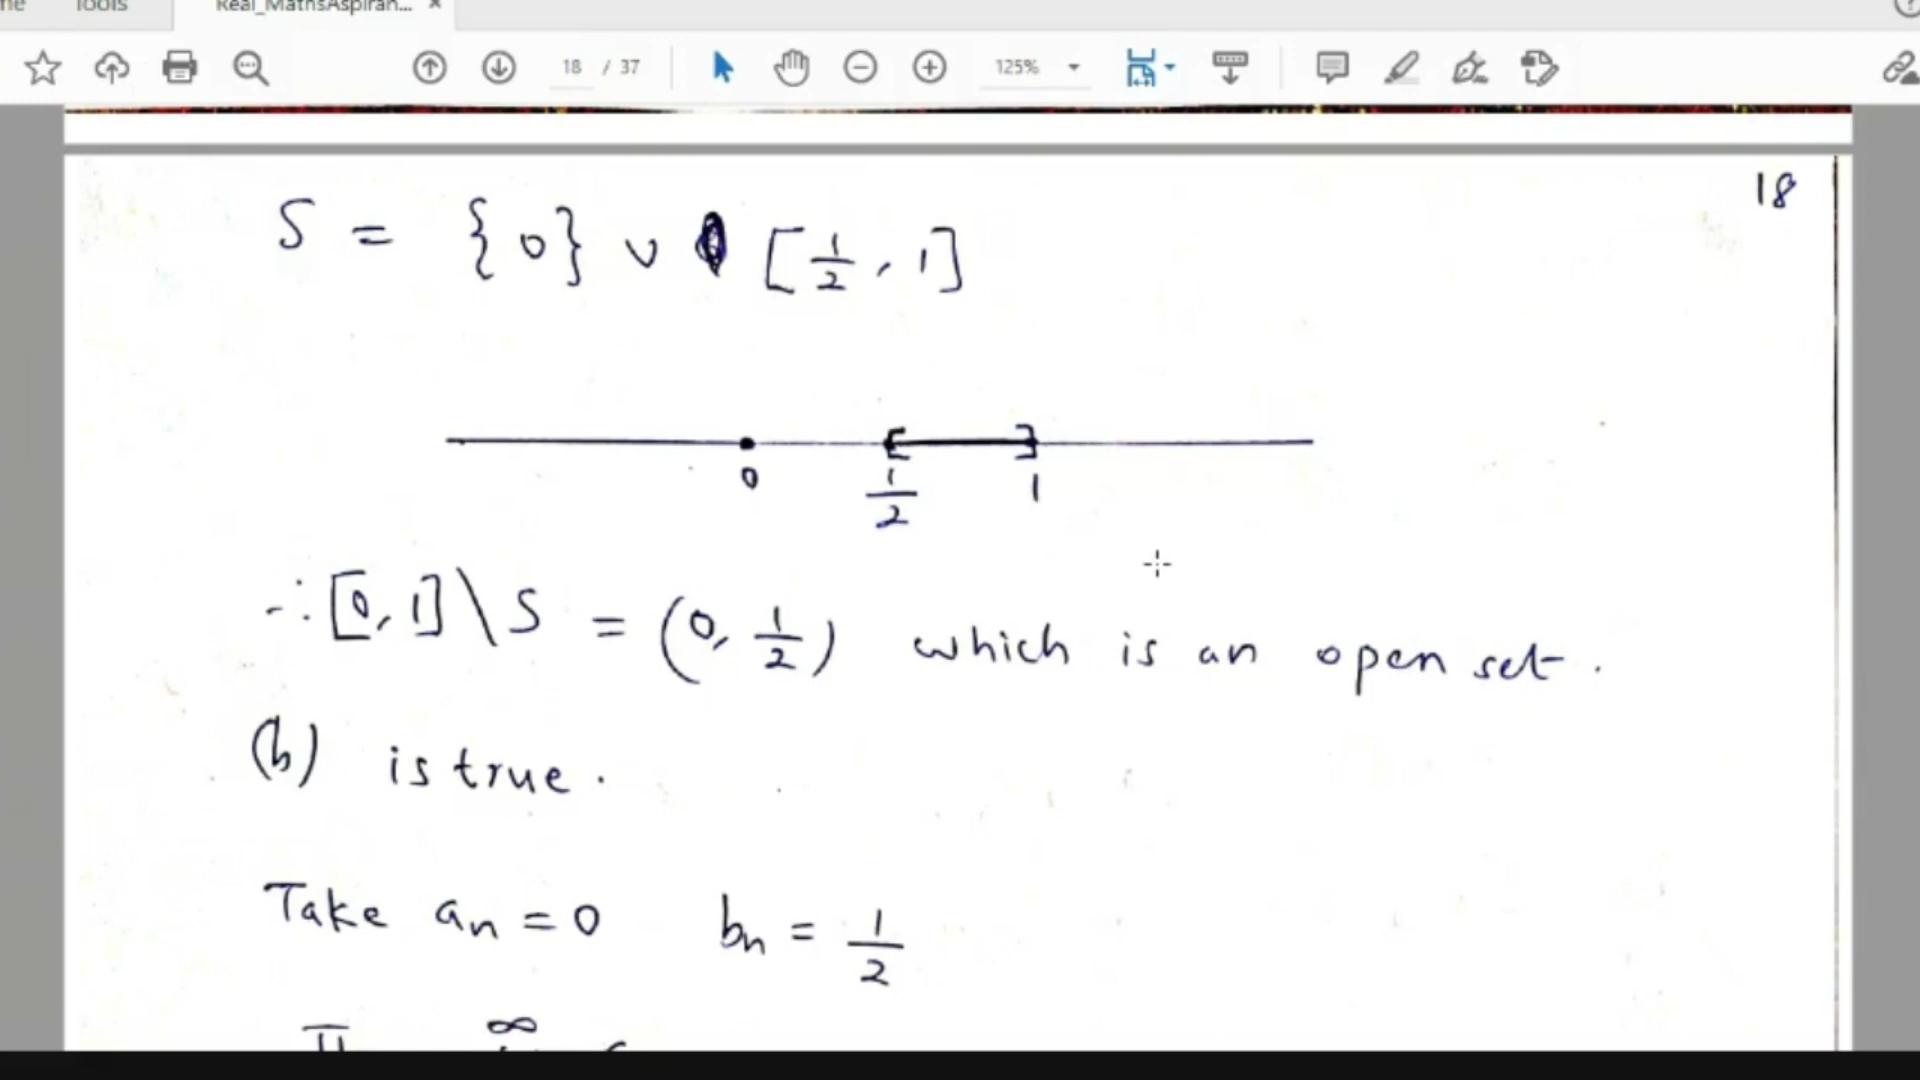 Tools
Real_MathsAspiran... ×
18 / 37
125%
18
S = {0} ∪ [1/2, 1]
0 1/2 1
∴ [0, 1] \ S = (0, 1/2) which is an open set.
(b) is true.
Take an = 0 bn = 1/2
∞